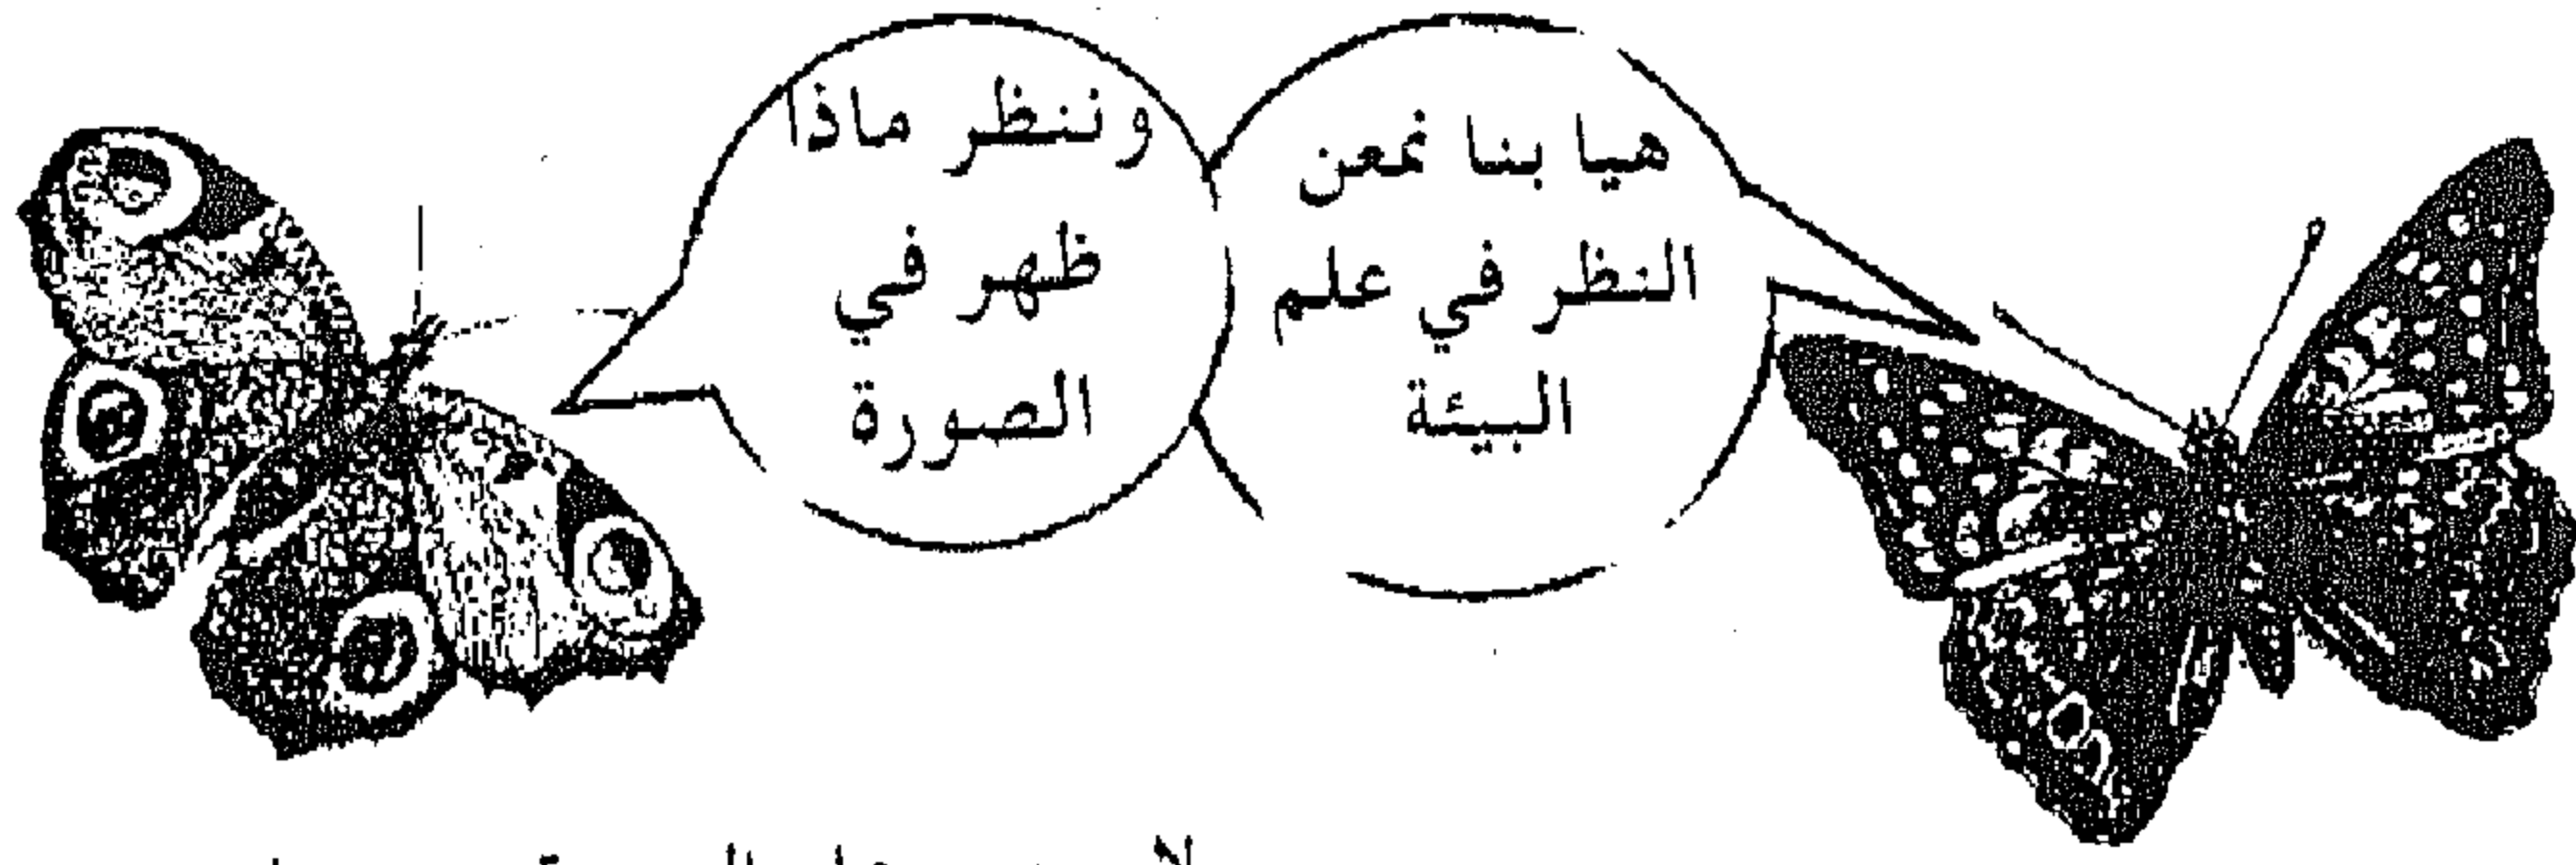 هيا بنا نمعن
النظر في علم
البيئة
وننظر ماذا
ظهر في
الصورة